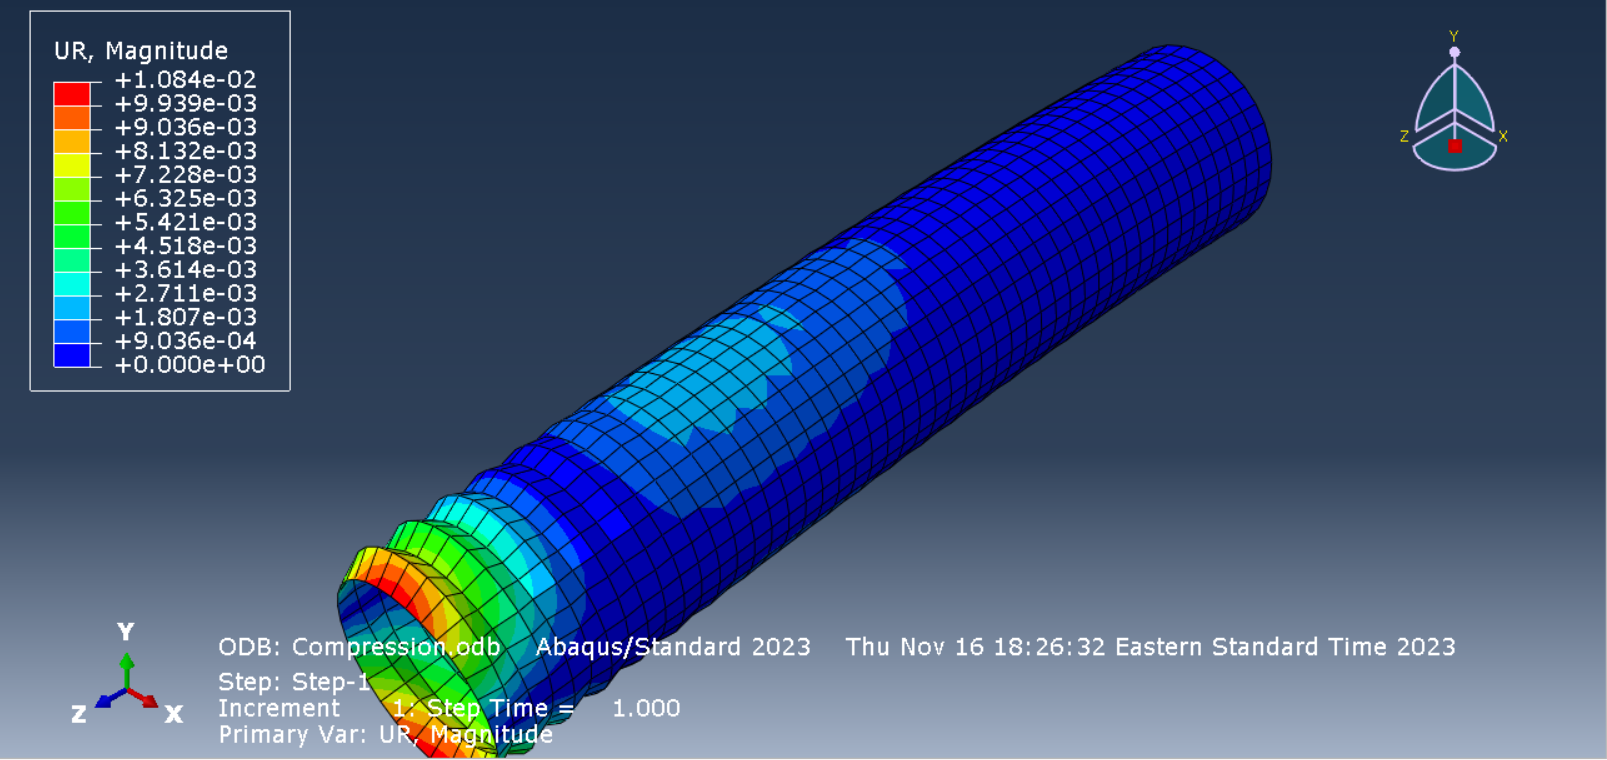 UR, Magnitude
+1.084e-02
+9.939e-03
+9.036e-03
+8.132e-03
+7.228e-03
+6.325e-03
+5.421e-03
+4.518e-03
+3.614e-03
+2.711e-03
+1.807e-03
+9.036e-04
+0.000e+00
Y
Z
X
Y
Z
X
ODB: Compression.odb Abaqus/Standard 2023 Thu Nov 16 18:26:32 Eastern Standard Time 2023
Step: Step-1
Increment 1: Step Time = 1.000
Primary Var: UR, Magnitude